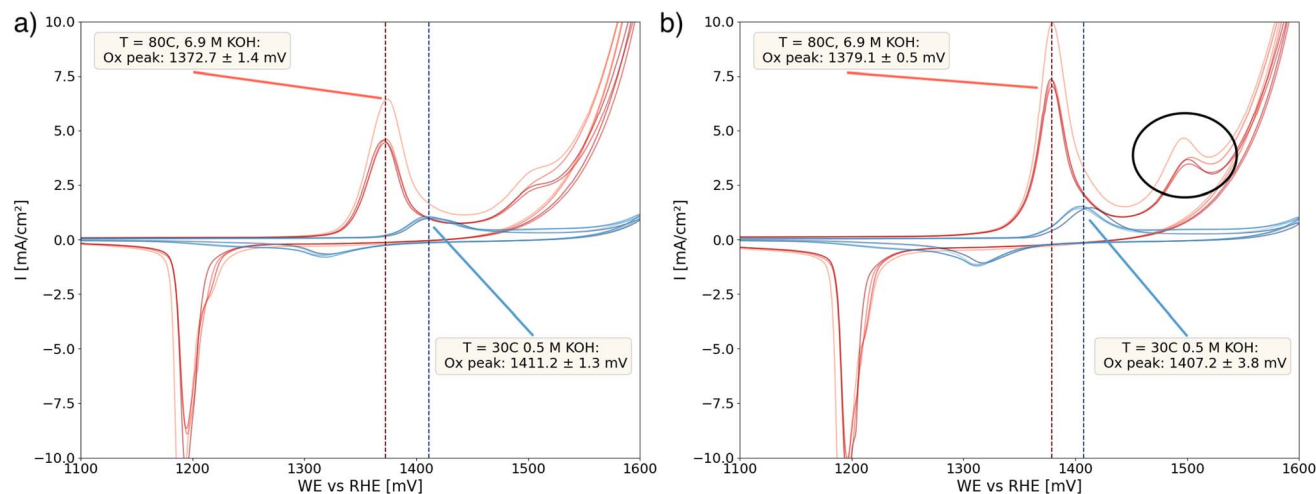 a)
10.0
7.5
5.0
2.5
0.0
−2.5
−5.0
−7.5
−10.0
I [mA/cm²]
T = 80C, 6.9 M KOH:
Ox peak: 1372.7 ± 1.4 mV
T = 30C 0.5 M KOH:
Ox peak: 1411.2 ± 1.3 mV
1100 1200 1300 1400 1500 1600
WE vs RHE [mV]
b)
10.0
7.5
5.0
2.5
0.0
−2.5
−5.0
−7.5
−10.0
I [mA/cm²]
T = 80C, 6.9 M KOH:
Ox peak: 1379.1 ± 0.5 mV
T = 30C 0.5 M KOH:
Ox peak: 1407.2 ± 3.8 mV
1100 1200 1300 1400 1500 1600
WE vs RHE [mV]